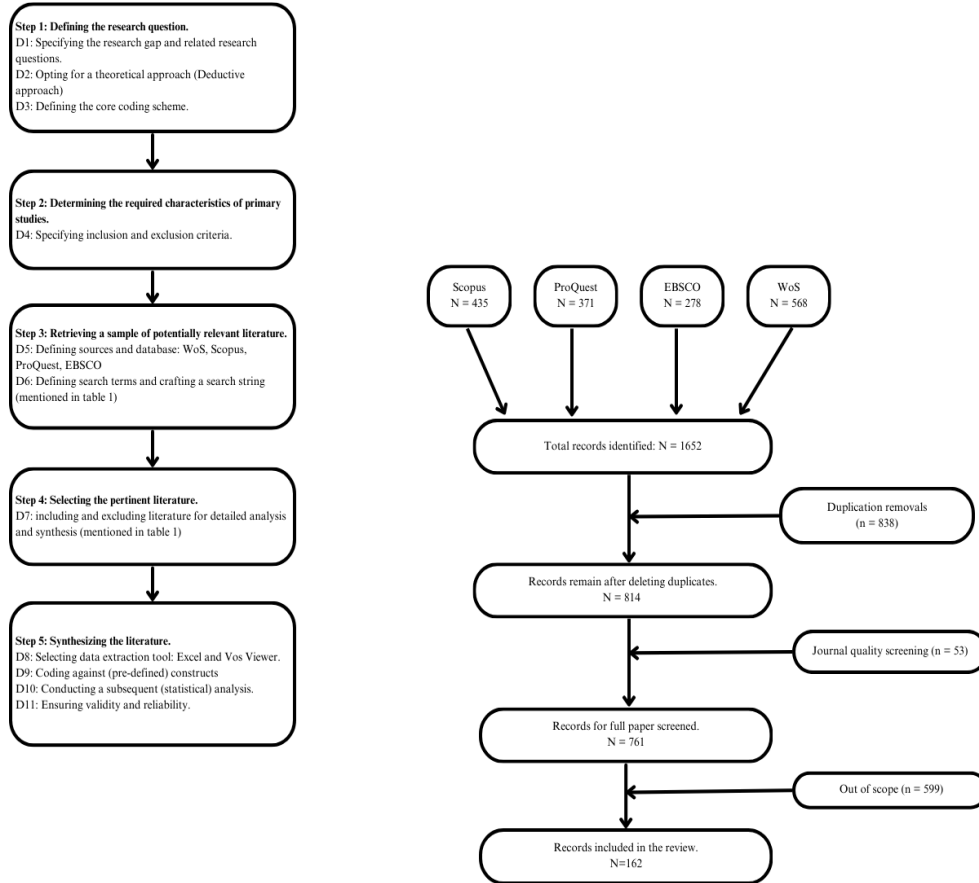 Step 1: Defining the research question.
D1: Specifying the research gap and related research
questions.
D2: Opting for a theoretical approach (Deductive
approach)
D3: Defining the core coding scheme.
Step 2: Determining the required characteristics of primary
studies.
D4: Specifying inclusion and exclusion criteria.
Step 3: Retrieving a sample of potentially relevant literature.
D5: Defining sources and database: WoS, Scopus,
ProQuest, EBSCO
D6: Defining search terms and crafting a search string
(mentioned in table 1)
Step 4: Selecting the pertinent literature.
D7: including and excluding literature for detailed analysis
and synthesis (mentioned in table 1)
Step 5: Synthesizing the literature.
D8: Selecting data extraction tool: Excel and Vos Viewer.
D9: Coding against (pre-defined) constructs
D10: Conducting a subsequent (statistical) analysis.
D11: Ensuring validity and reliability.
Scopus
N = 435
ProQuest
N = 371
EBSCO
N = 278
WoS
N = 568
Total records identified: N = 1652
Duplication removals
(n = 838)
Records remain after deleting duplicates.
N = 814
Journal quality screening (n = 53)
Records for full paper screened.
N = 761
Out of scope (n = 599)
Records included in the review.
N=162